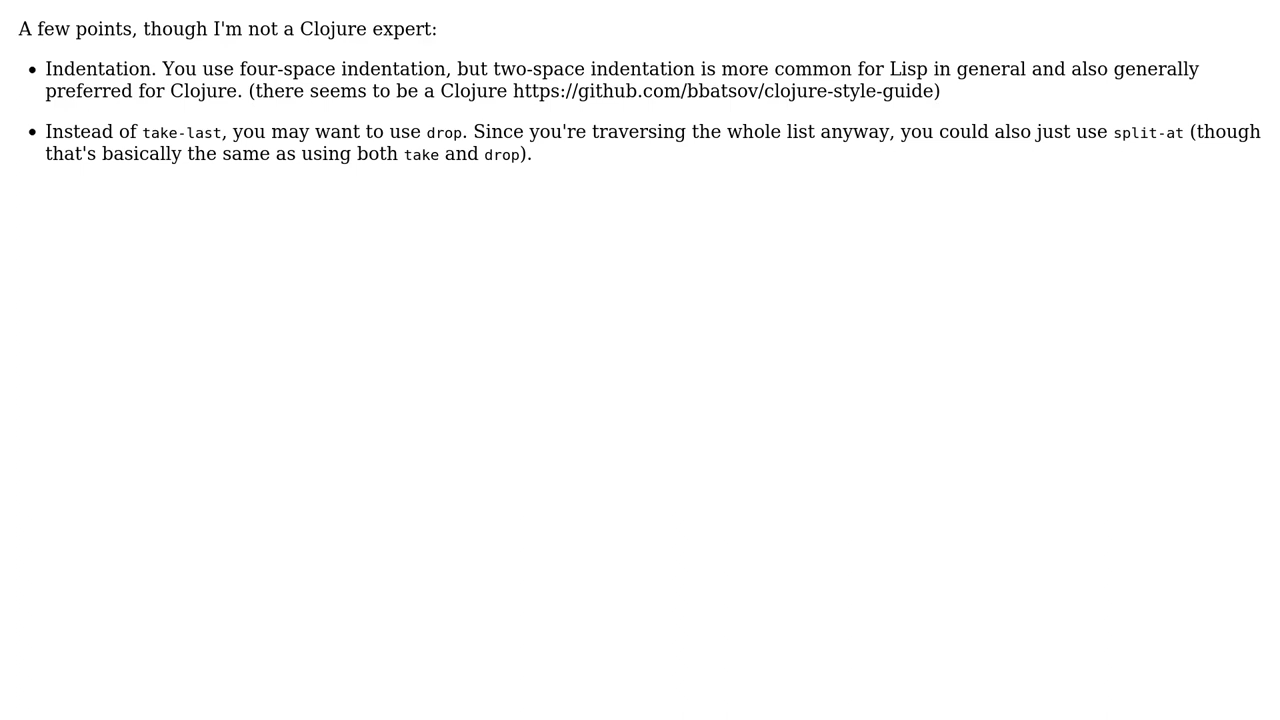 A few points, though I'm not a Clojure expert:
Indentation. You use four-space indentation, but two-space indentation is more common for Lisp in general and also generally
preferred for Clojure. (there seems to be a Clojure https://github.com/bbatsov/clojure-style-guide)
Instead of take-last, you may want to use drop. Since you're traversing the whole list anyway, you could also just use split-at (though
that's basically the same as using both take and drop).